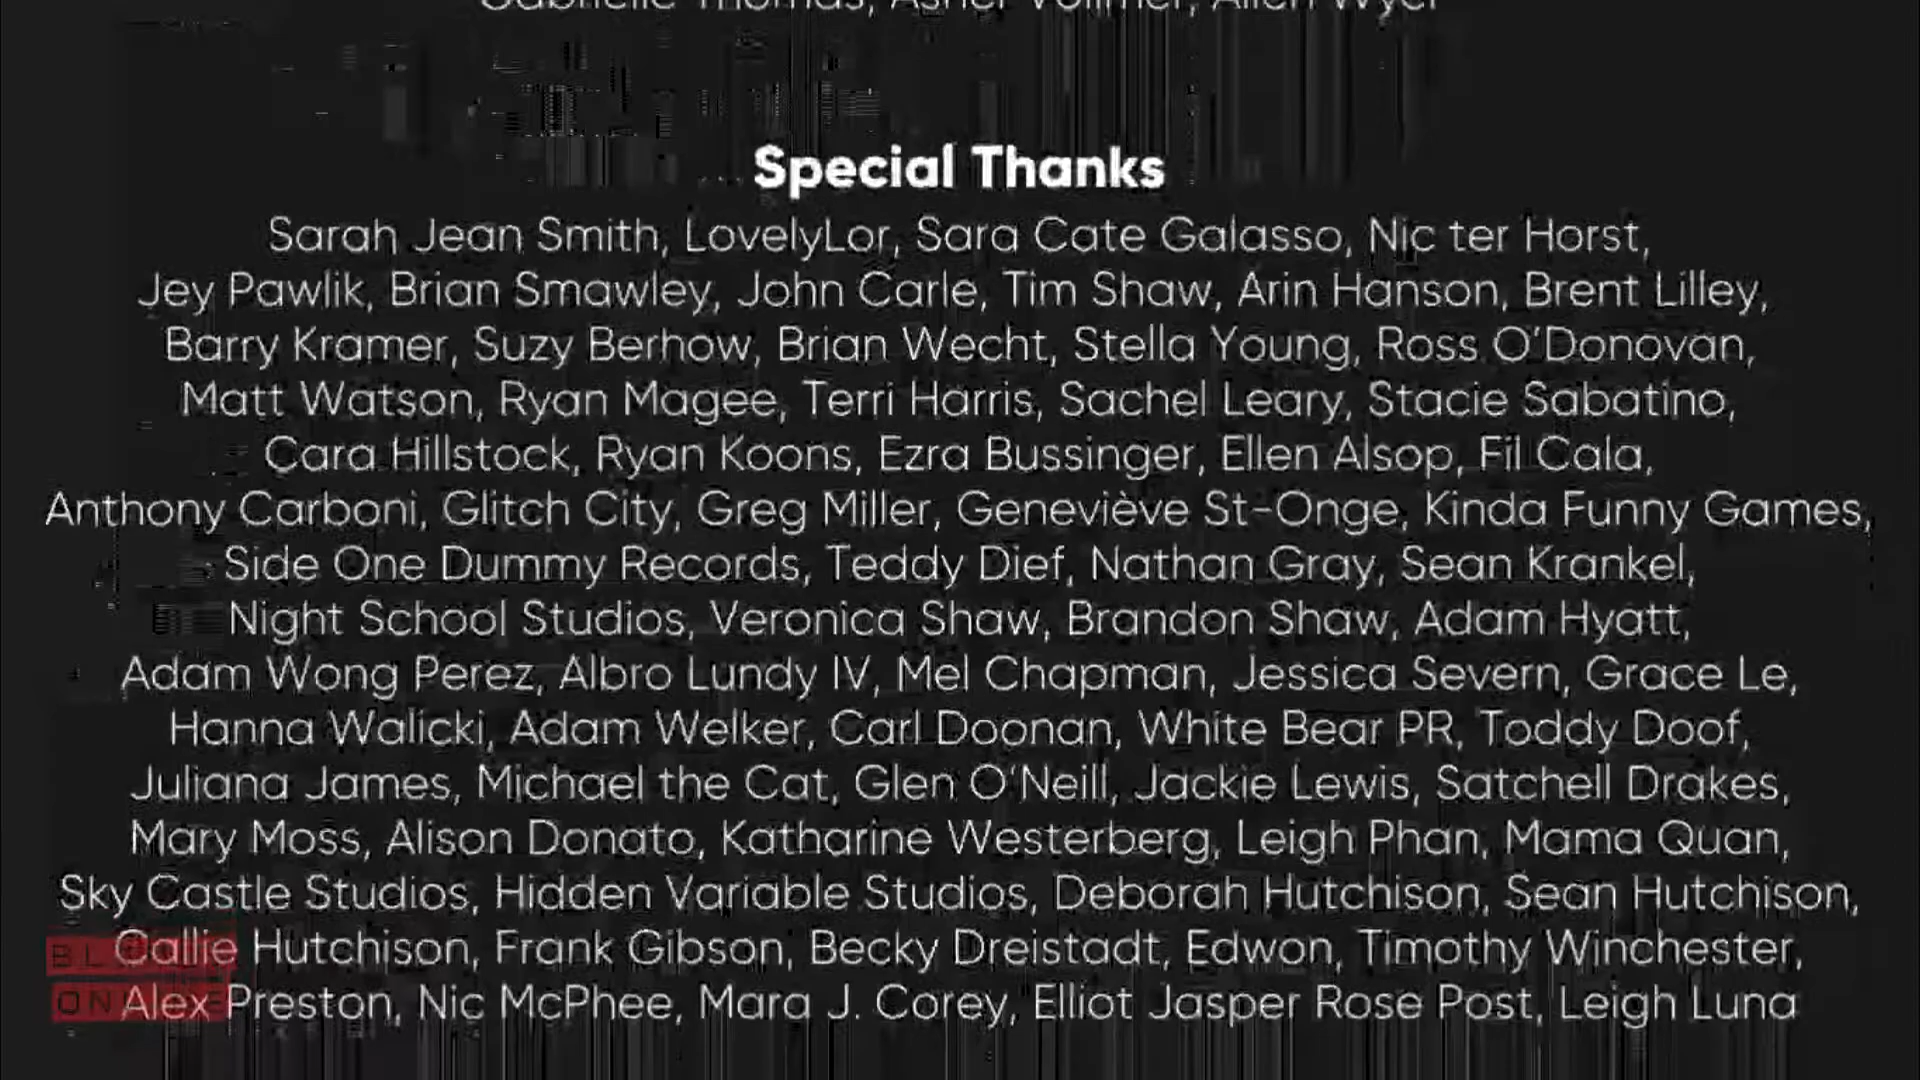 Gabrielle Thomas, Asher Vollmer, Allen Wyer
Special Thanks
Sarah Jean Smith, LovelyLor, Sara Cate Galasso, Nic ter Horst,
Jey Pawlik, Brian Smawley, John Carle, Tim Shaw, Arin Hanson, Brent Lilley,
Barry Kramer, Suzy Berhow, Brian Wecht, Stella Young, Ross O'Donovan,
Matt Watson, Ryan Magee, Terri Harris, Sachel Leary, Stacie Sabatino,
Cara Hillstock, Ryan Koons, Ezra Bussinger, Ellen Alsop, Fil Cala,
Anthony Carboni, Glitch City, Greg Miller, Geneviève St-Onge, Kinda Funny Games,
Side One Dummy Records, Teddy Dief, Nathan Gray, Sean Krankel,
Night School Studios, Veronica Shaw, Brandon Shaw, Adam Hyatt,
Adam Wong Perez, Albro Lundy IV, Mel Chapman, Jessica Severn, Grace Le,
Hanna Walicki, Adam Welker, Carl Doonan, White Bear PR, Toddy Doof,
Juliana James, Michael the Cat, Glen O'Neill, Jackie Lewis, Satchell Drakes,
Mary Moss, Alison Donato, Katharine Westerberg, Leigh Phan, Mama Quan,
Sky Castle Studios, Hidden Variable Studios, Deborah Hutchison, Sean Hutchison,
Callie Hutchison, Frank Gibson, Becky Dreistadt, Edwon, Timothy Winchester,
Alex Preston, Nic McPhee, Mara J. Corey, Elliot Jasper Rose Post, Leigh Luna